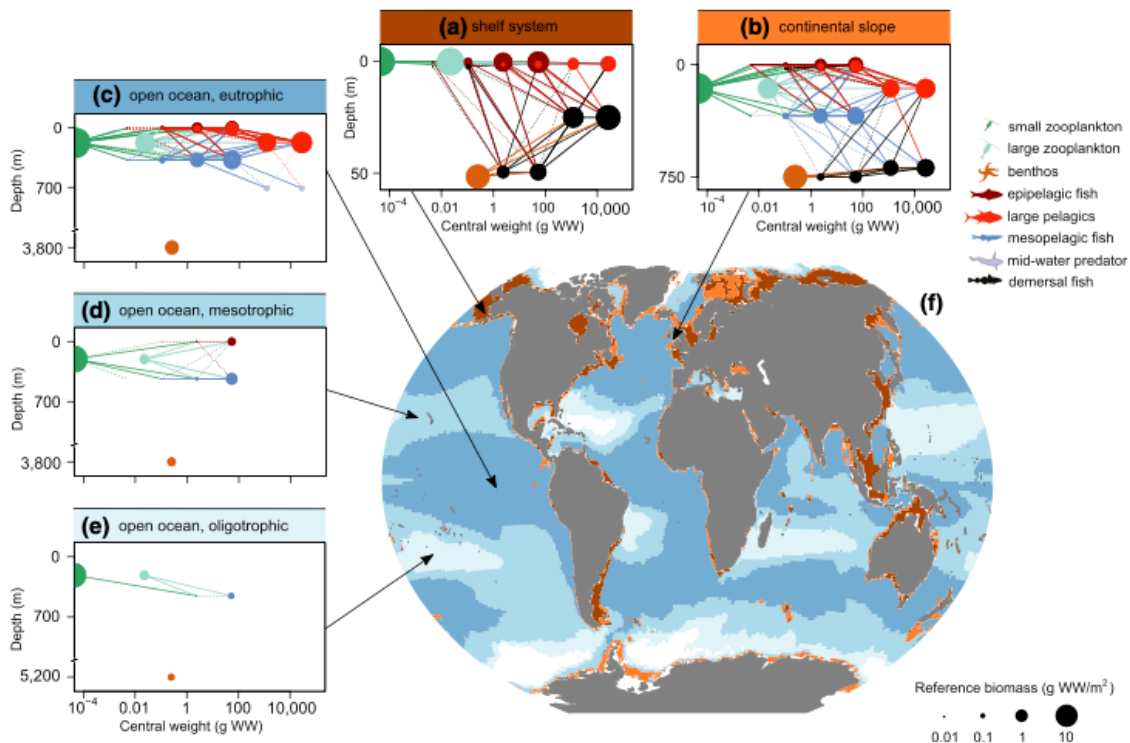 (a) shelf system
Depth (m)
0
50
10⁻⁴ 0.01 1 100 10,000
Central weight (g WW)
(b) continental slope
0
750
10⁻⁴ 0.01 1 100 10,000
Central weight (g WW)
(c) open ocean, eutrophic
Depth (m)
0
700
3,800
(d) open ocean, mesotrophic
Depth (m)
0
700
3,800
(e) open ocean, oligotrophic
Depth (m)
0
700
5,200
10⁻⁴ 0.01 1 100 10,000
Central weight (g WW)
small zooplankton
large zooplankton
benthos
epipelagic fish
large pelagics
mesopelagic fish
mid-water predator
demersal fish
(f)
Reference biomass (g WW/m²)
0.01 0.1 1 10